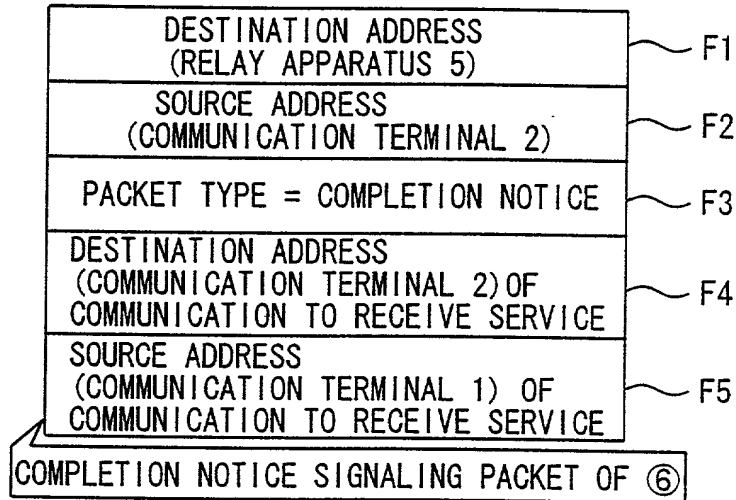 DESTINATION ADDRESS
(RELAY APPARATUS 5)
F1
SOURCE ADDRESS
(COMMUNICATION TERMINAL 2)
F2
PACKET TYPE = COMPLETION NOTICE
F3
DESTINATION ADDRESS
(COMMUNICATION TERMINAL 2) OF
COMMUNICATION TO RECEIVE SERVICE
F4
SOURCE ADDRESS
(COMMUNICATION TERMINAL 1) OF
COMMUNICATION TO RECEIVE SERVICE
F5
COMPLETION NOTICE SIGNALING PACKET OF ⑥